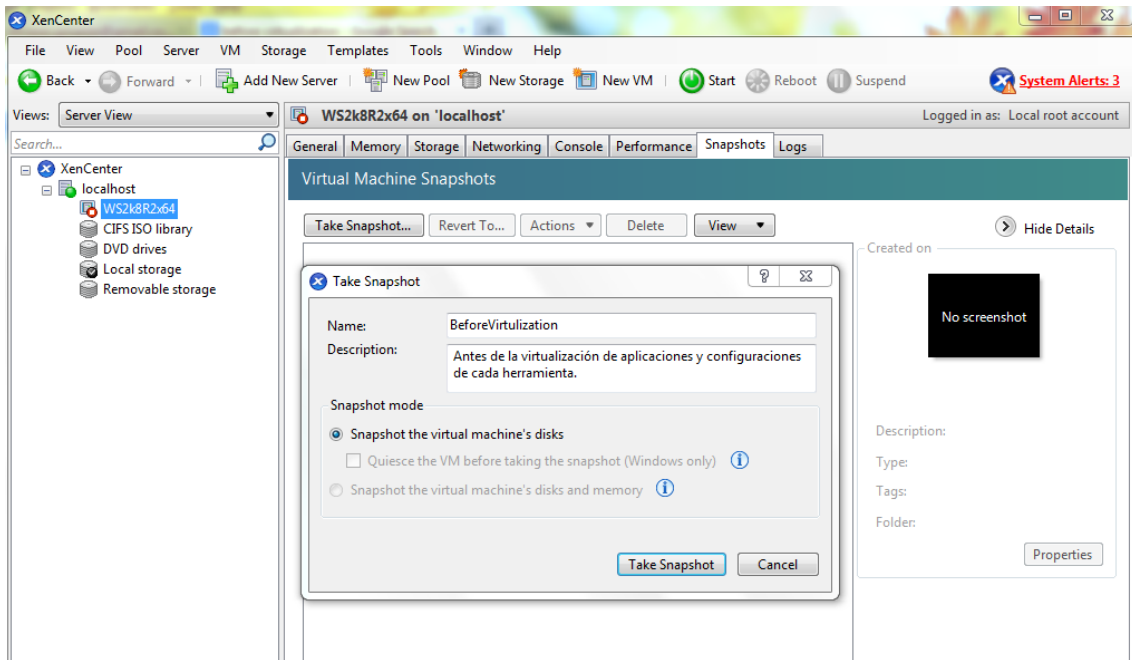 XenCenter
File View Pool Server VM Storage Templates Tools Window Help
Back Forward Add New Server New Pool New Storage New VM Start Reboot Suspend System Alerts: 3
Views: Server View WS2k8R2x64 on 'localhost' Logged in as: Local root account
Search... General Memory Storage Networking Console Performance Snapshots Logs
XenCenter
localhost
WS2k8R2x64
CIFS ISO library
DVD drives
Local storage
Removable storage
Virtual Machine Snapshots
Take Snapshot... Revert To... Actions Delete View Hide Details
Take Snapshot
Name: BeforeVirtulization
Description: Antes de la virtualización de aplicaciones y configuraciones
de cada herramienta.
Snapshot mode
Snapshot the virtual machine's disks
Quiesce the VM before taking the snapshot (Windows only)
Snapshot the virtual machine's disks and memory
Take Snapshot Cancel
Created on
No screenshot
Description:
Type:
Tags:
Folder:
Properties